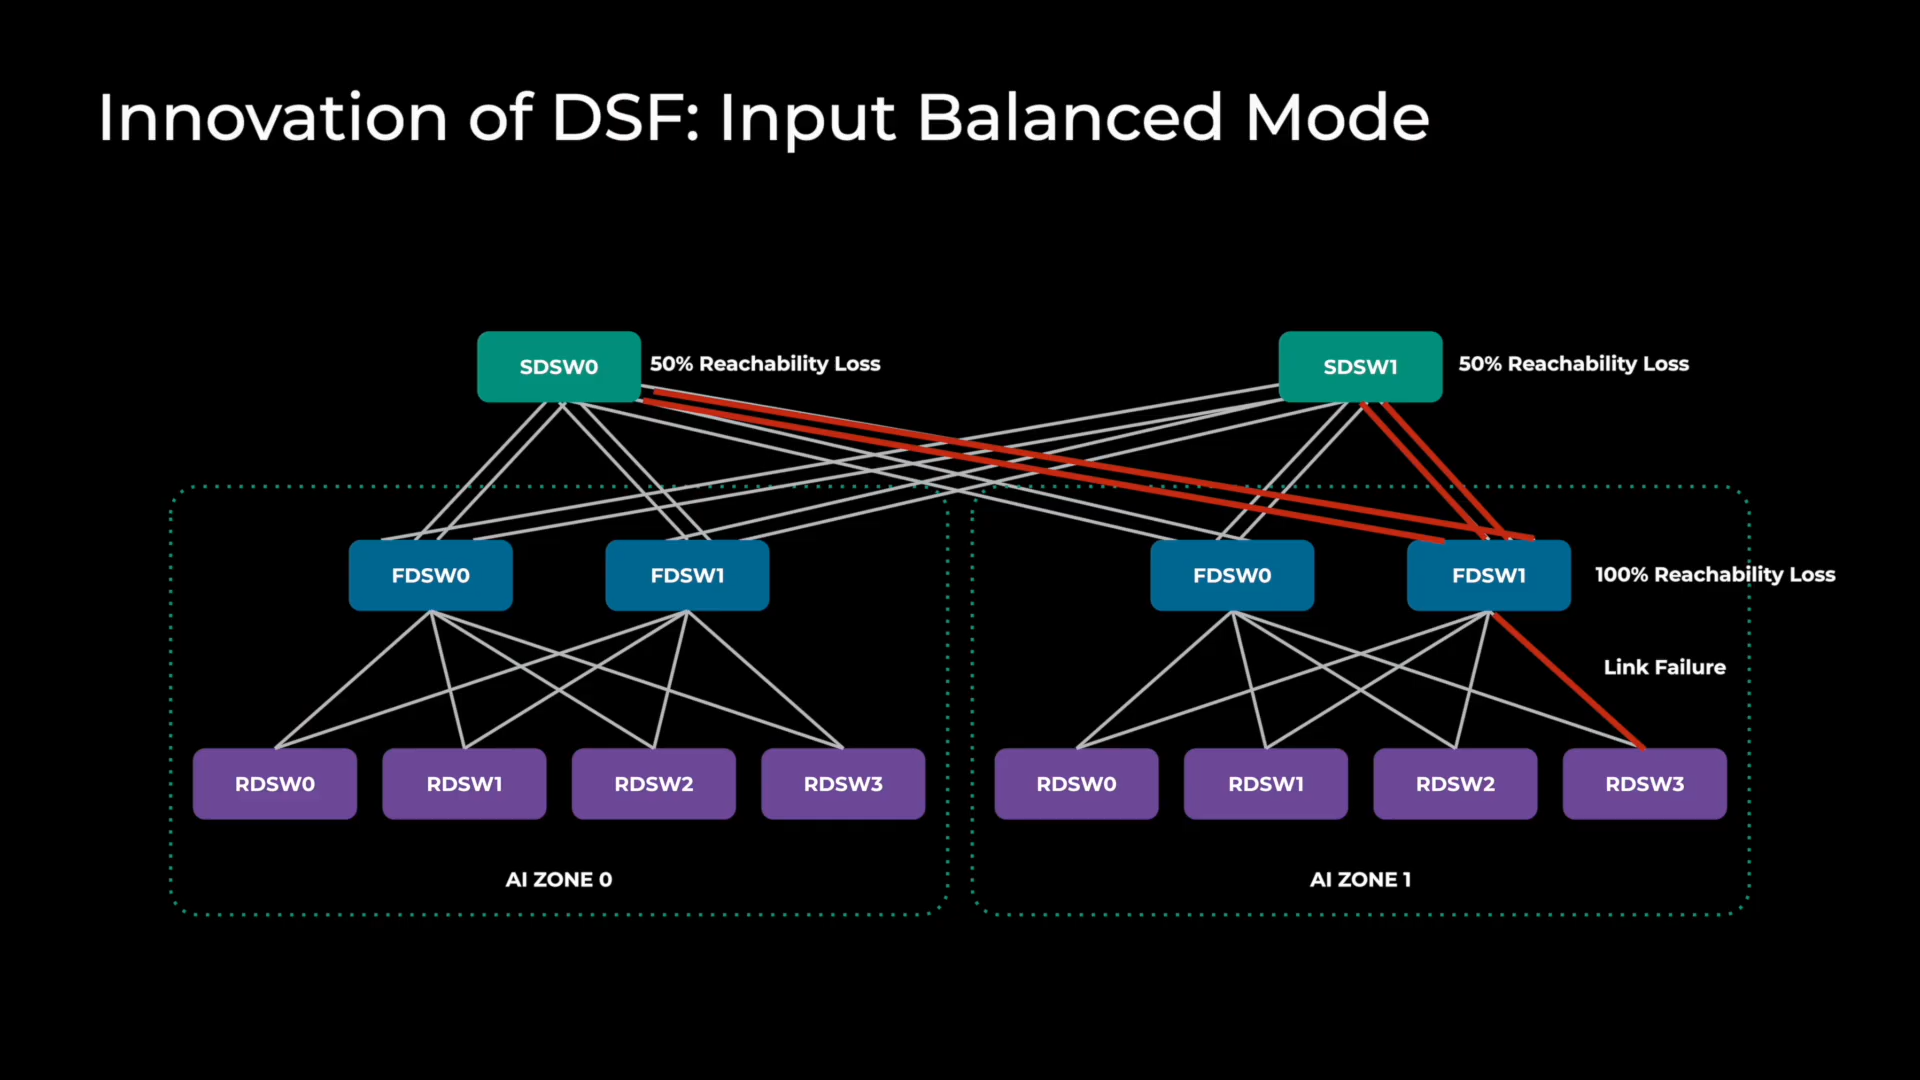 Innovation of DSF: Input Balanced Mode
SDSW0
50% Reachability Loss
SDSW1
50% Reachability Loss
FDSW0
FDSW1
FDSW0
FDSW1
100% Reachability Loss
Link Failure
RDSW0
RDSW1
RDSW2
RDSW3
RDSW0
RDSW1
RDSW2
RDSW3
AI ZONE 0
AI ZONE 1